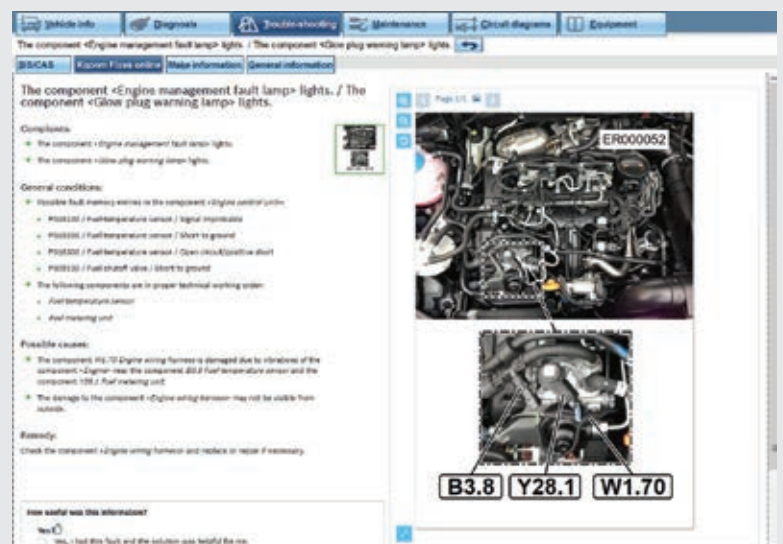 Vehicle info Diagnosis Trouble-shooting Maintenance Circuit diagrams Equipment
The component <Engine management fault lamp> lights. / The component <Glow plug warning lamp> lights.
DIS/CAS Known Fixes online Make information General information
The component <Engine management fault lamp> lights. / The
component <Glow plug warning lamp> lights.
Complaints:
The component <Engine management fault lamp> lights.
The component <Glow plug warning lamp> lights.
General conditions:
Possible fault memory entries in the component <Engine control unit>:
/ Fuel temperature sensor / Signal implausible
/ Fuel temperature sensor / Short to ground
/ Fuel temperature sensor / Open circuit/positive short
/ Fuel shutoff valve / Short to ground
The following components are in proper technical working order:
Fuel temperature sensor
Fuel metering unit
Possible causes:
The component W1.70 Engine wiring harness is damaged due to vibrations of the
component <Engine> near the component B3.8 Fuel temperature sensor and the
component Y28.1 Fuel metering unit.
The damage to the component <Engine wiring harness> may not be visible from
outside.
Remedy:
Check the component <Engine wiring harness> and replace or repair if necessary.
How useful was this information?
Yes
Yes, I had this fault and the solution was helpful for me.
Page 1/1
ER000052
B3.8 Y28.1 W1.70